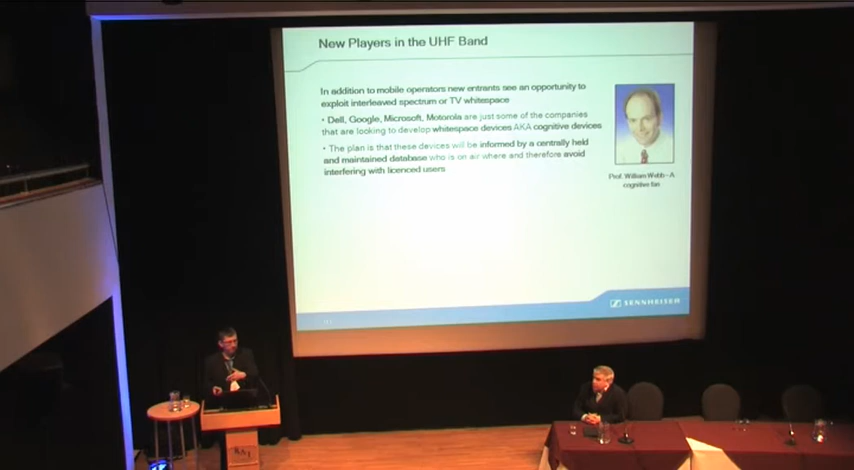 New Players in the UHF Band
In addition to mobile operators new entrants see an opportunity to
exploit interleaved spectrum or TV whitespace
• Dell, Google, Microsoft, Motorola are just some of the companies
that are looking to develop whitespace devices AKA cognitive devices
• The plan is that these devices will be informed by a centrally held
and maintained database who is on air where and therefore avoid
interfering with licenced users
Prof. William Webb - A
cognitive fan
SENNHEISER